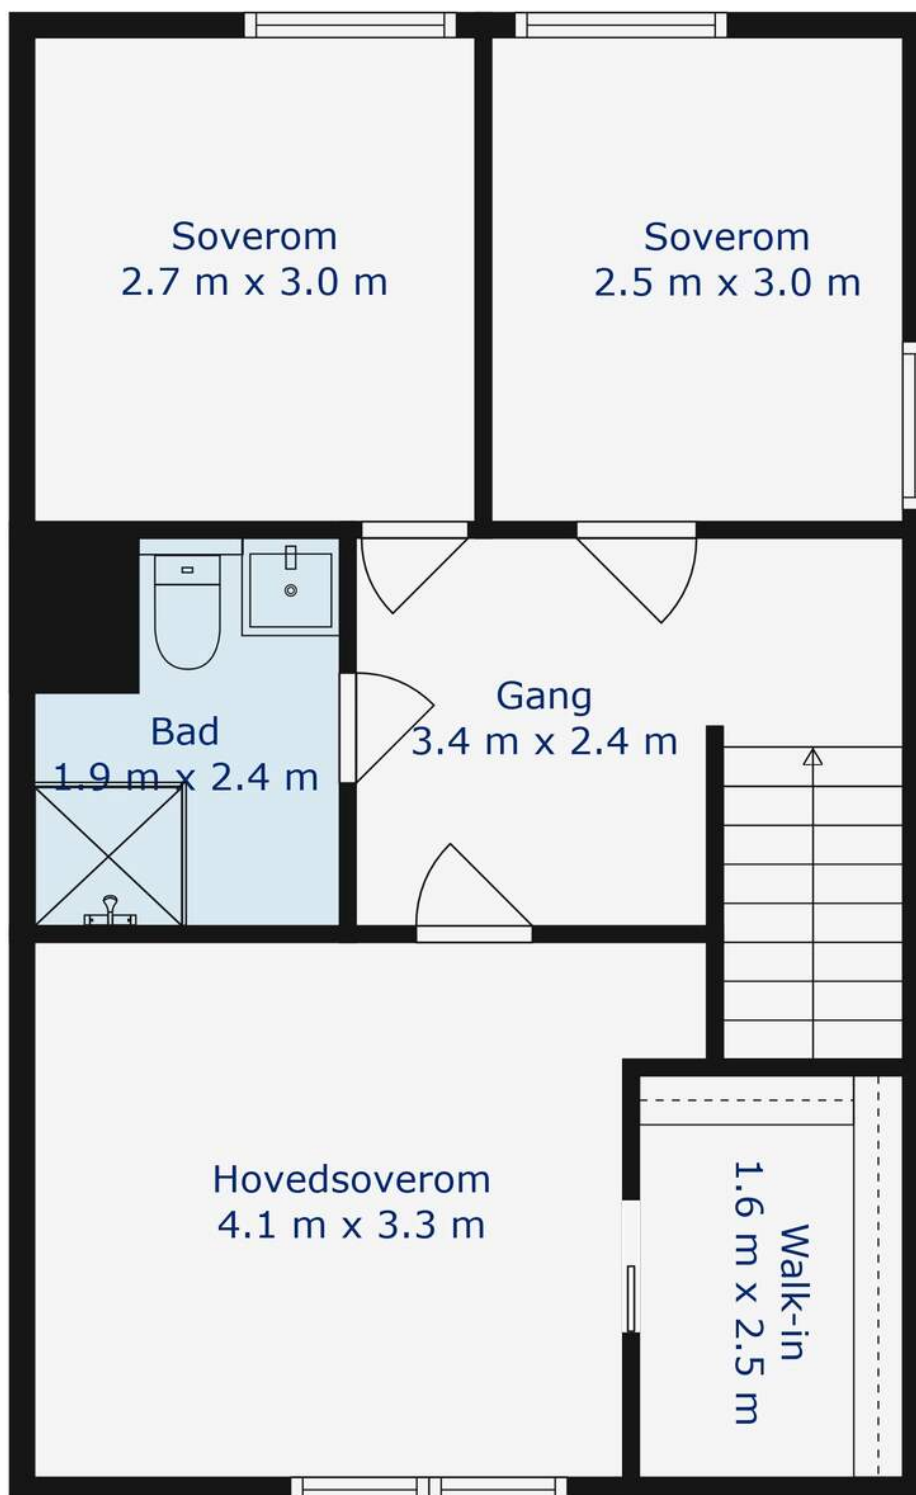 Soverom
2.7 m x 3.0 m
Soverom
2.5 m x 3.0 m
Bad
1.9 m x 2.4 m
Gang
3.4 m x 2.4 m
Hovedsoverom
4.1 m x 3.3 m
Walk-in
1.6 m x 2.5 m